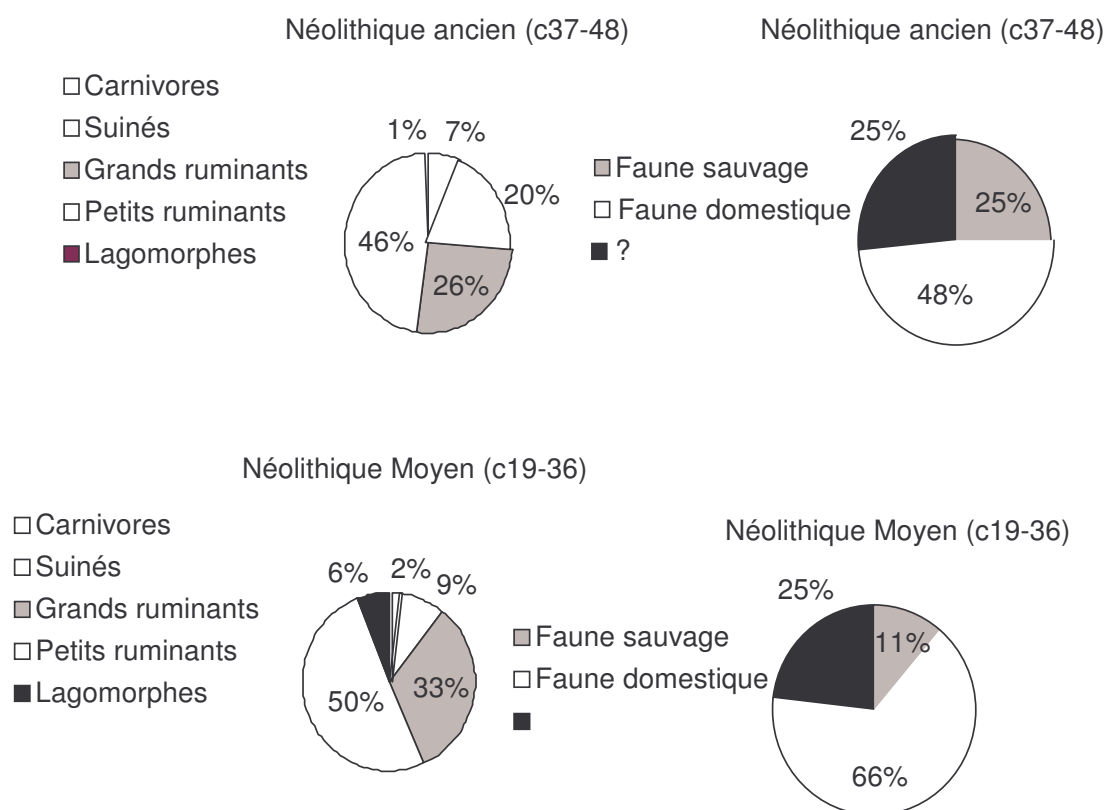 Néolithique ancien (c37-48)
Carnivores
Suinés
Grands ruminants
Petits ruminants
Lagomorphes
1%
7%
20%
46%
26%
Néolithique ancien (c37-48)
Faune sauvage
Faune domestique
?
25%
25%
48%
Néolithique Moyen (c19-36)
Carnivores
Suinés
Grands ruminants
Petits ruminants
Lagomorphes
6%
2%
9%
33%
50%
Néolithique Moyen (c19-36)
Faune sauvage
Faune domestique
25%
11%
66%